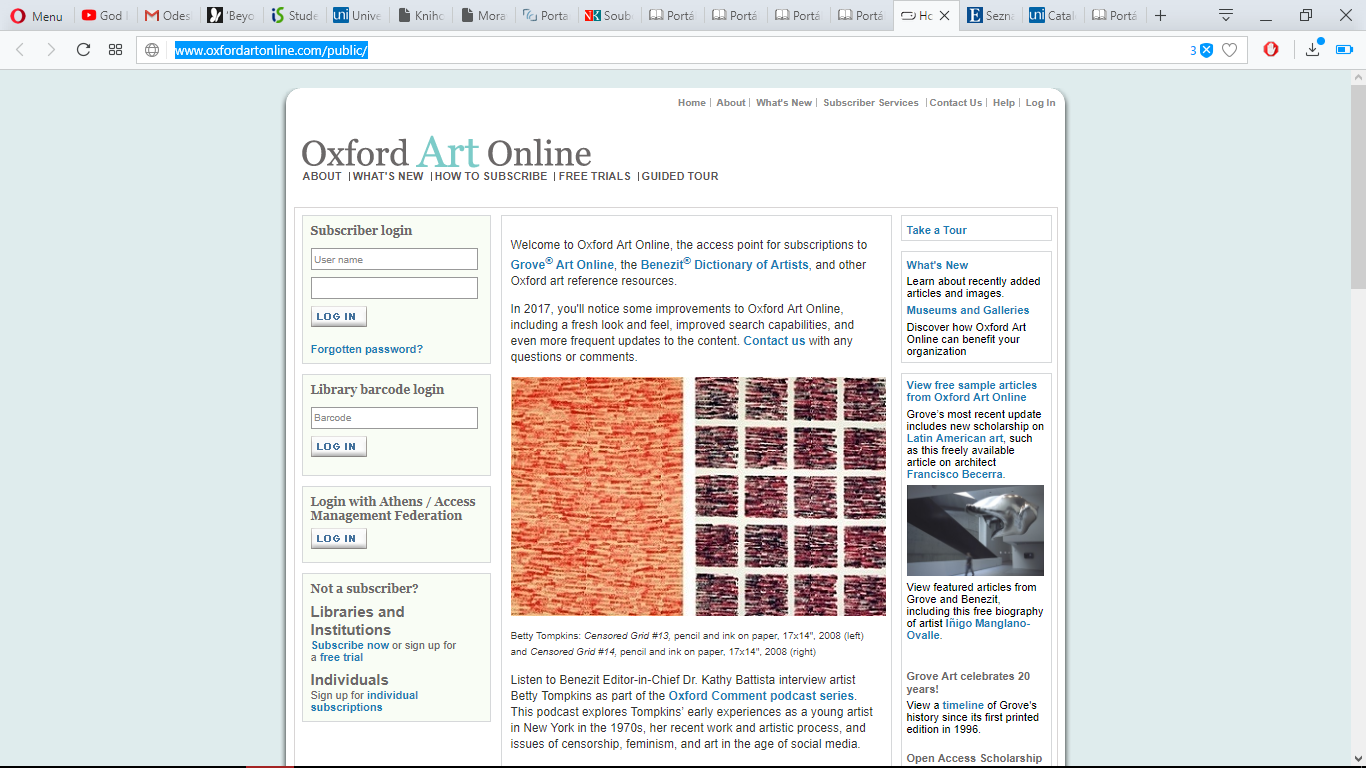 Menu
God
Odes
'Beyo
Stude
Unive
Knihc
Mora
Porta
Soub
Portá
Portá
Portá
Portá
Ho
Sezna
Catal
Portá
www.oxfordartonline.com/public/
3
Home | About | What's New | Subscriber Services | Contact Us | Help | Log In
Oxford Art Online
ABOUT | WHAT'S NEW | HOW TO SUBSCRIBE | FREE TRIALS | GUIDED TOUR
Subscriber login
User name
LOG IN
Forgotten password?
Library barcode login
Barcode
LOG IN
Login with Athens / Access
Management Federation
LOG IN
Not a subscriber?
Libraries and
Institutions
Subscribe now or sign up for
a free trial
Individuals
Sign up for individual
subscriptions
Welcome to Oxford Art Online, the access point for subscriptions to
Grove® Art Online, the Benezit® Dictionary of Artists, and other
Oxford art reference resources.
In 2017, you'll notice some improvements to Oxford Art Online,
including a fresh look and feel, improved search capabilities, and
even more frequent updates to the content. Contact us with any
questions or comments.
Betty Tompkins: Censored Grid #13, pencil and ink on paper, 17x14", 2008 (left)
and Censored Grid #14, pencil and ink on paper, 17x14", 2008 (right)
Listen to Benezit Editor-in-Chief Dr. Kathy Battista interview artist
Betty Tompkins as part of the Oxford Comment podcast series.
This podcast explores Tompkins' early experiences as a young artist
in New York in the 1970s, her recent work and artistic process, and
issues of censorship, feminism, and art in the age of social media.
Take a Tour
What's New
Learn about recently added
articles and images.
Museums and Galleries
Discover how Oxford Art
Online can benefit your
organization
View free sample articles
from Oxford Art Online
Grove's most recent update
includes new scholarship on
Latin American art, such
as this freely available
article on architect
Francisco Becerra.
View featured articles from
Grove and Benezit,
including this free biography
of artist Iñigo Manglano-
Ovalle.
Grove Art celebrates 20
years!
View a timeline of Grove's
history since its first printed
edition in 1996.
Open Access Scholarship